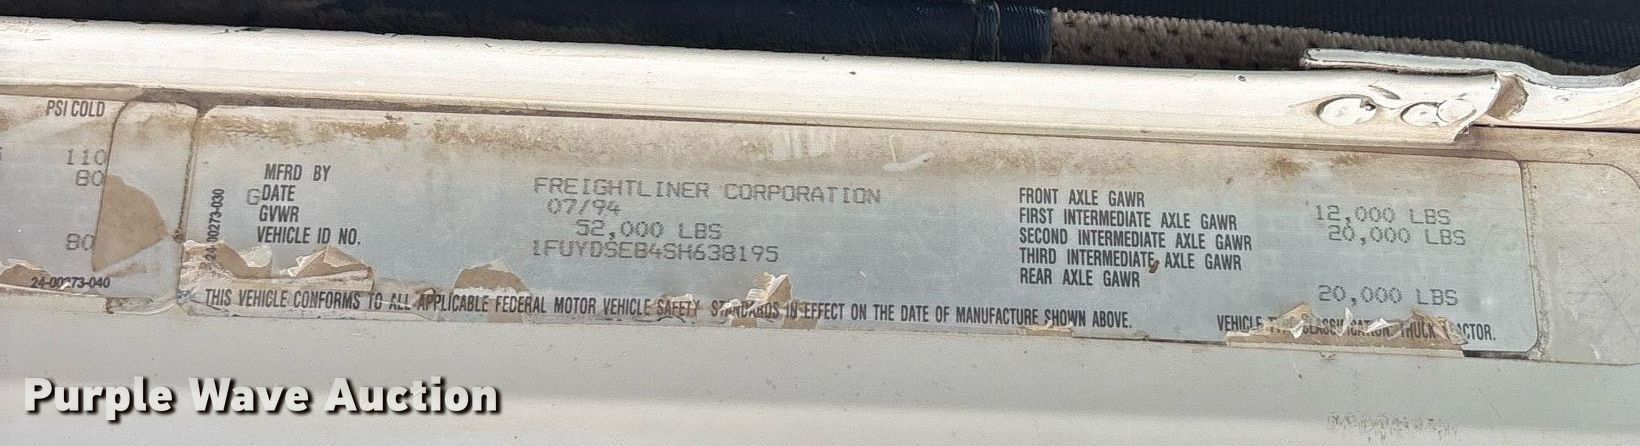 PSI COLD
110
80
80
24-00273-040
24-00273-030
MFRD BY FREIGHTLINER CORPORATION
G DATE 07/94
GVWR 52,000 LBS
VEHICLE ID NO. 1FUYDSEB4SH638195
FRONT AXLE GAWR 12,000 LBS
FIRST INTERMEDIATE AXLE GAWR 20,000 LBS
SECOND INTERMEDIATE AXLE GAWR
THIRD INTERMEDIATE AXLE GAWR
REAR AXLE GAWR 20,000 LBS
THIS VEHICLE CONFORMS TO ALL APPLICABLE FEDERAL MOTOR VEHICLE SAFETY STANDARDS IN EFFECT ON THE DATE OF MANUFACTURE SHOWN ABOVE.
VEHICLE TYPE CLASSIFICATION: TRUCK TRACTOR.
Purple Wave Auction